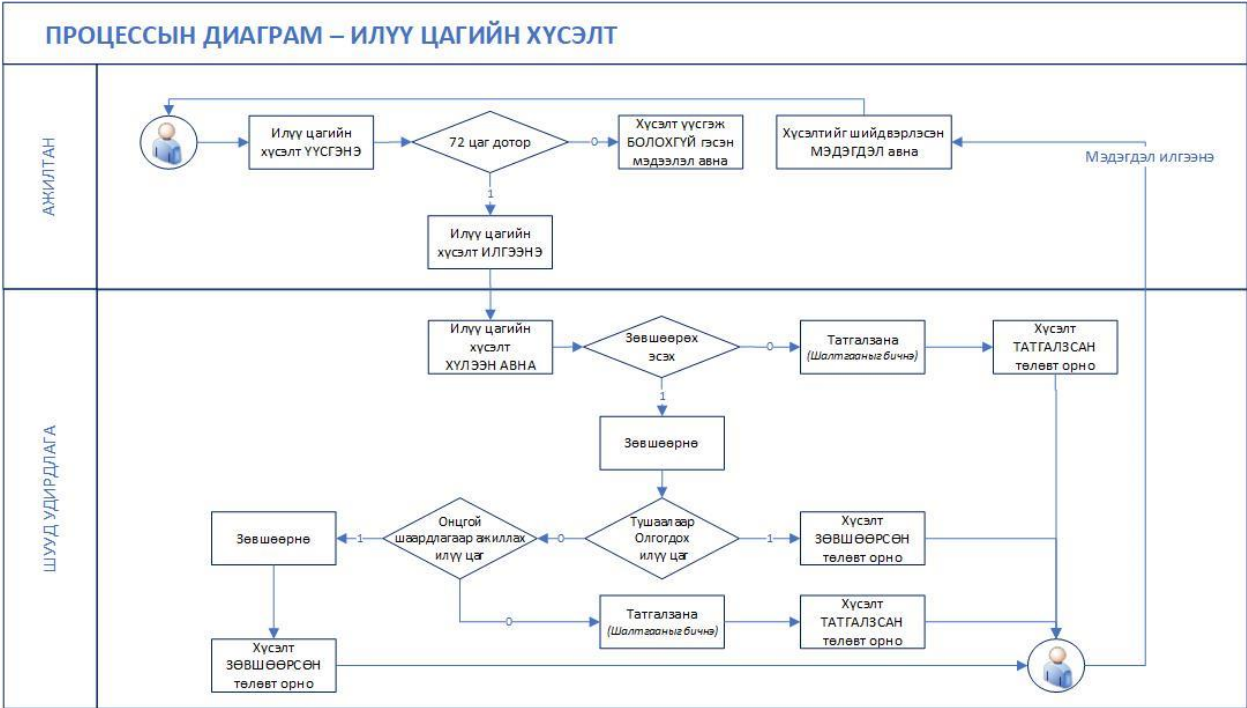 ПРОЦЕССЫН ДИАГРАМ – ИЛҮҮ ЦАГИЙН ХҮСЭЛТ
АЖИЛТАН
Илүү цагийн
хүсэлт ҮҮСГЭНЭ
72 цаг дотор
0
Хүсэлт үүсгэж
БОЛОХГҮЙ гэсэн
мэдээлэл авна
Хүсэлтийг шийдвэрлэсэн
МЭДЭГДЭЛ авна
Мэдэгдэл илгээнэ
1
Илүү цагийн
хүсэлт ИЛГЭЭНЭ
ШУУД УДИРДЛАГА
Илүү цагийн
хүсэлт
ХҮЛЭЭН АВНА
Зөвшөөрөх
эсэх
0
Татгалзана
(Шалтгааныг бичнэ)
Хүсэлт
ТАТГАЛЗСАН
төлөвт орно
1
Зөвшөөрнө
Тушаалаар
Олгогдох
илүү цаг
1
Хүсэлт
ЗӨВШӨӨРСӨН
төлөвт орно
0
Онцгой
шаардлагаар ажиллах
илүү цаг
1
Зөвшөөрнө
0
Татгалзана
(Шалтгааныг бичнэ)
Хүсэлт
ТАТГАЛЗСАН
төлөвт орно
Хүсэлт
ЗӨВШӨӨРСӨН
төлөвт орно